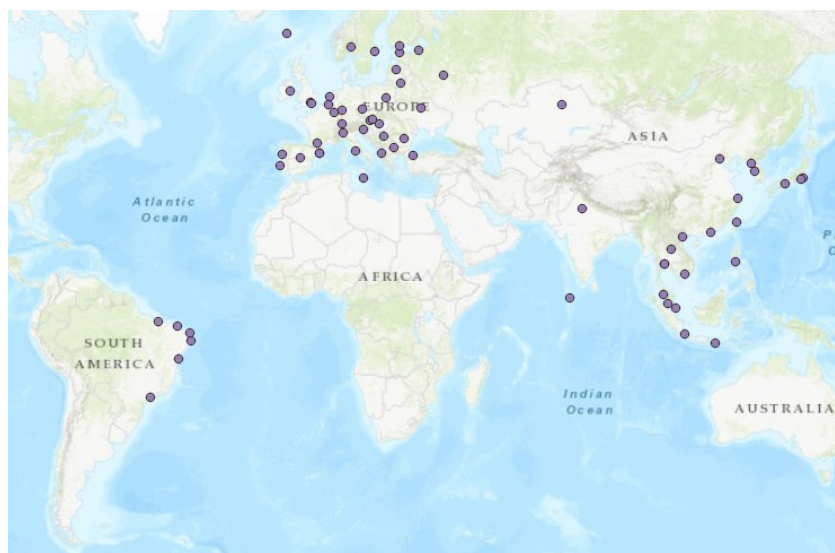 EUROPE
ASIA
Atlantic
Ocean
AFRICA
SOUTH
AMERICA
Indian
Ocean
AUSTRALIA